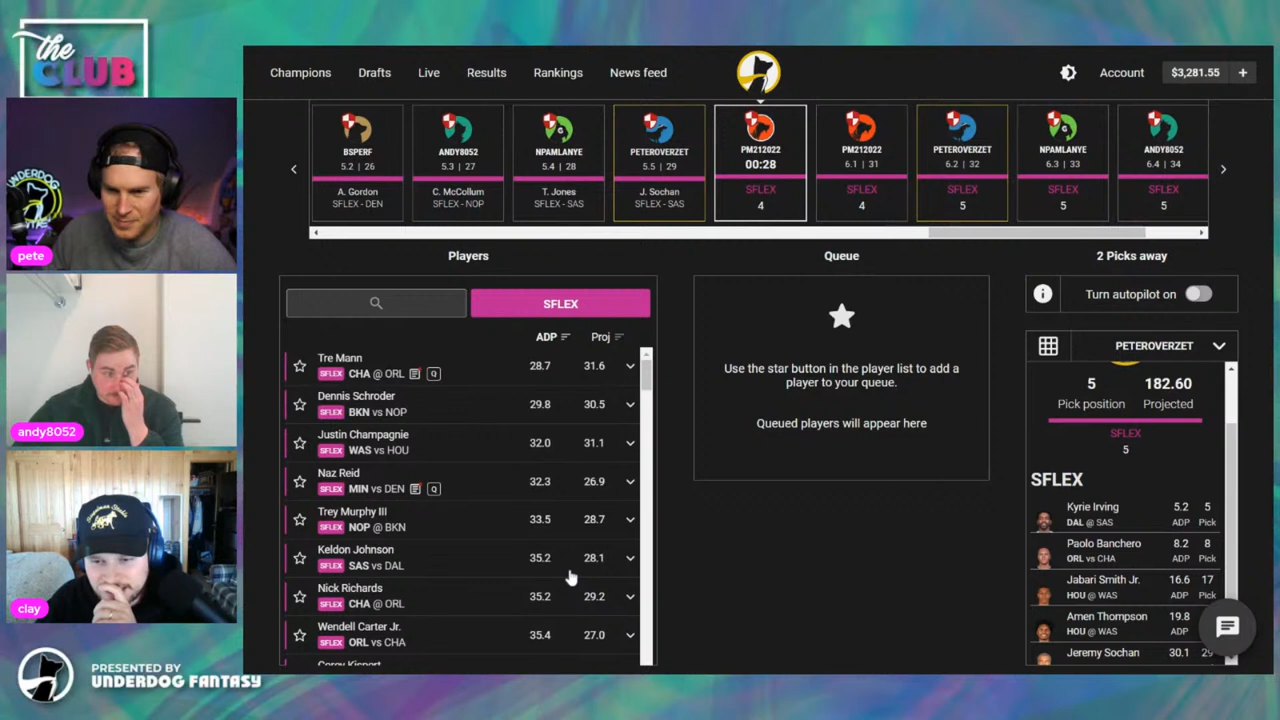 the
CLUB
Champions
Drafts
Live
Results
Rankings
News feed
Account
$3,281.55
+
BSPERF
5.2 | 26
A. Gordon
SFLEX - DEN
ANDY8052
5.3 | 27
C. McCollum
SFLEX - NOP
NPAMLANYE
5.4 | 28
T. Jones
SFLEX - SAS
PETEROVERZET
5.5 | 29
J. Sochan
SFLEX - SAS
PM212022
00:28
SFLEX
4
PM212022
6.1 | 31
SFLEX
4
PETEROVERZET
6.2 | 32
SFLEX
5
NPAMLANYE
6.3 | 33
SFLEX
5
ANDY8052
6.4 | 34
SFLEX
5
pete
andy8052
clay
PRESENTED BY
UNDERDOG FANTASY
Players
SFLEX
ADP
Proj
Tre Mann
SFLEX CHA @ ORL Q
28.7
31.6
Dennis Schroder
SFLEX BKN vs NOP
29.8
30.5
Justin Champagnie
SFLEX WAS vs HOU
32.0
31.1
Naz Reid
SFLEX MIN vs DEN Q
32.3
26.9
Trey Murphy III
SFLEX NOP @ BKN
33.5
28.7
Keldon Johnson
SFLEX SAS vs DAL
35.2
28.1
Nick Richards
SFLEX CHA @ ORL
35.2
29.2
Wendell Carter Jr.
SFLEX ORL vs CHA
35.4
27.0
Corey Kispert
Queue
Use the star button in the player list to add a
player to your queue.
Queued players will appear here
2 Picks away
Turn autopilot on
PETEROVERZET
5
Pick position
182.60
Projected
SFLEX
5
SFLEX
Kyrie Irving
DAL @ SAS
5.2
ADP
5
Pick
Paolo Banchero
ORL vs CHA
8.2
ADP
8
Pick
Jabari Smith Jr.
HOU @ WAS
16.6
ADP
17
Pick
Amen Thompson
HOU @ WAS
19.8
ADP
Jeremy Sochan
30.1